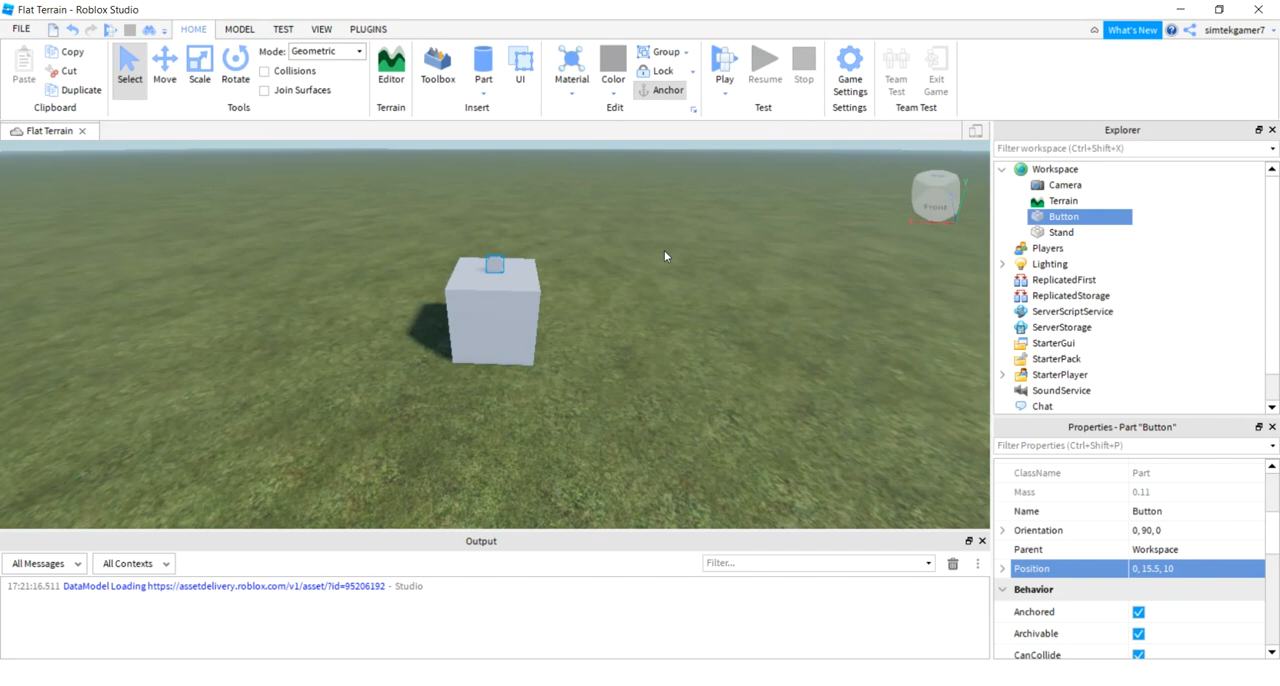 Flat Terrain - Roblox Studio
FILE HOME MODEL TEST VIEW PLUGINS What's New simtekgamer7
Paste Copy Cut Duplicate Clipboard
Select Move Scale Rotate Mode: Geometric Collisions Join Surfaces Tools
Editor Terrain
Toolbox Part UI Insert
Material Color Group Lock Anchor Edit
Play Resume Stop Test
Game Settings Settings
Team Test Exit Game Team Test
Flat Terrain
Front
Explorer
Filter workspace (Ctrl+Shift+X)
Workspace
Camera
Terrain
Button
Stand
Players
Lighting
ReplicatedFirst
ReplicatedStorage
ServerScriptService
ServerStorage
StarterGui
StarterPack
StarterPlayer
SoundService
Chat
Properties - Part "Button"
Filter Properties (Ctrl+Shift+P)
ClassName Part
Mass 0.11
Name Button
Orientation 0, 90, 0
Parent Workspace
Position 0, 15.5, 10
Behavior
Anchored
Archivable
CanCollide
Output
All Messages All Contexts Filter...
17:21:16.511 DataModel Loading https://assetdelivery.roblox.com/v1/asset/?id=95206192 - Studio